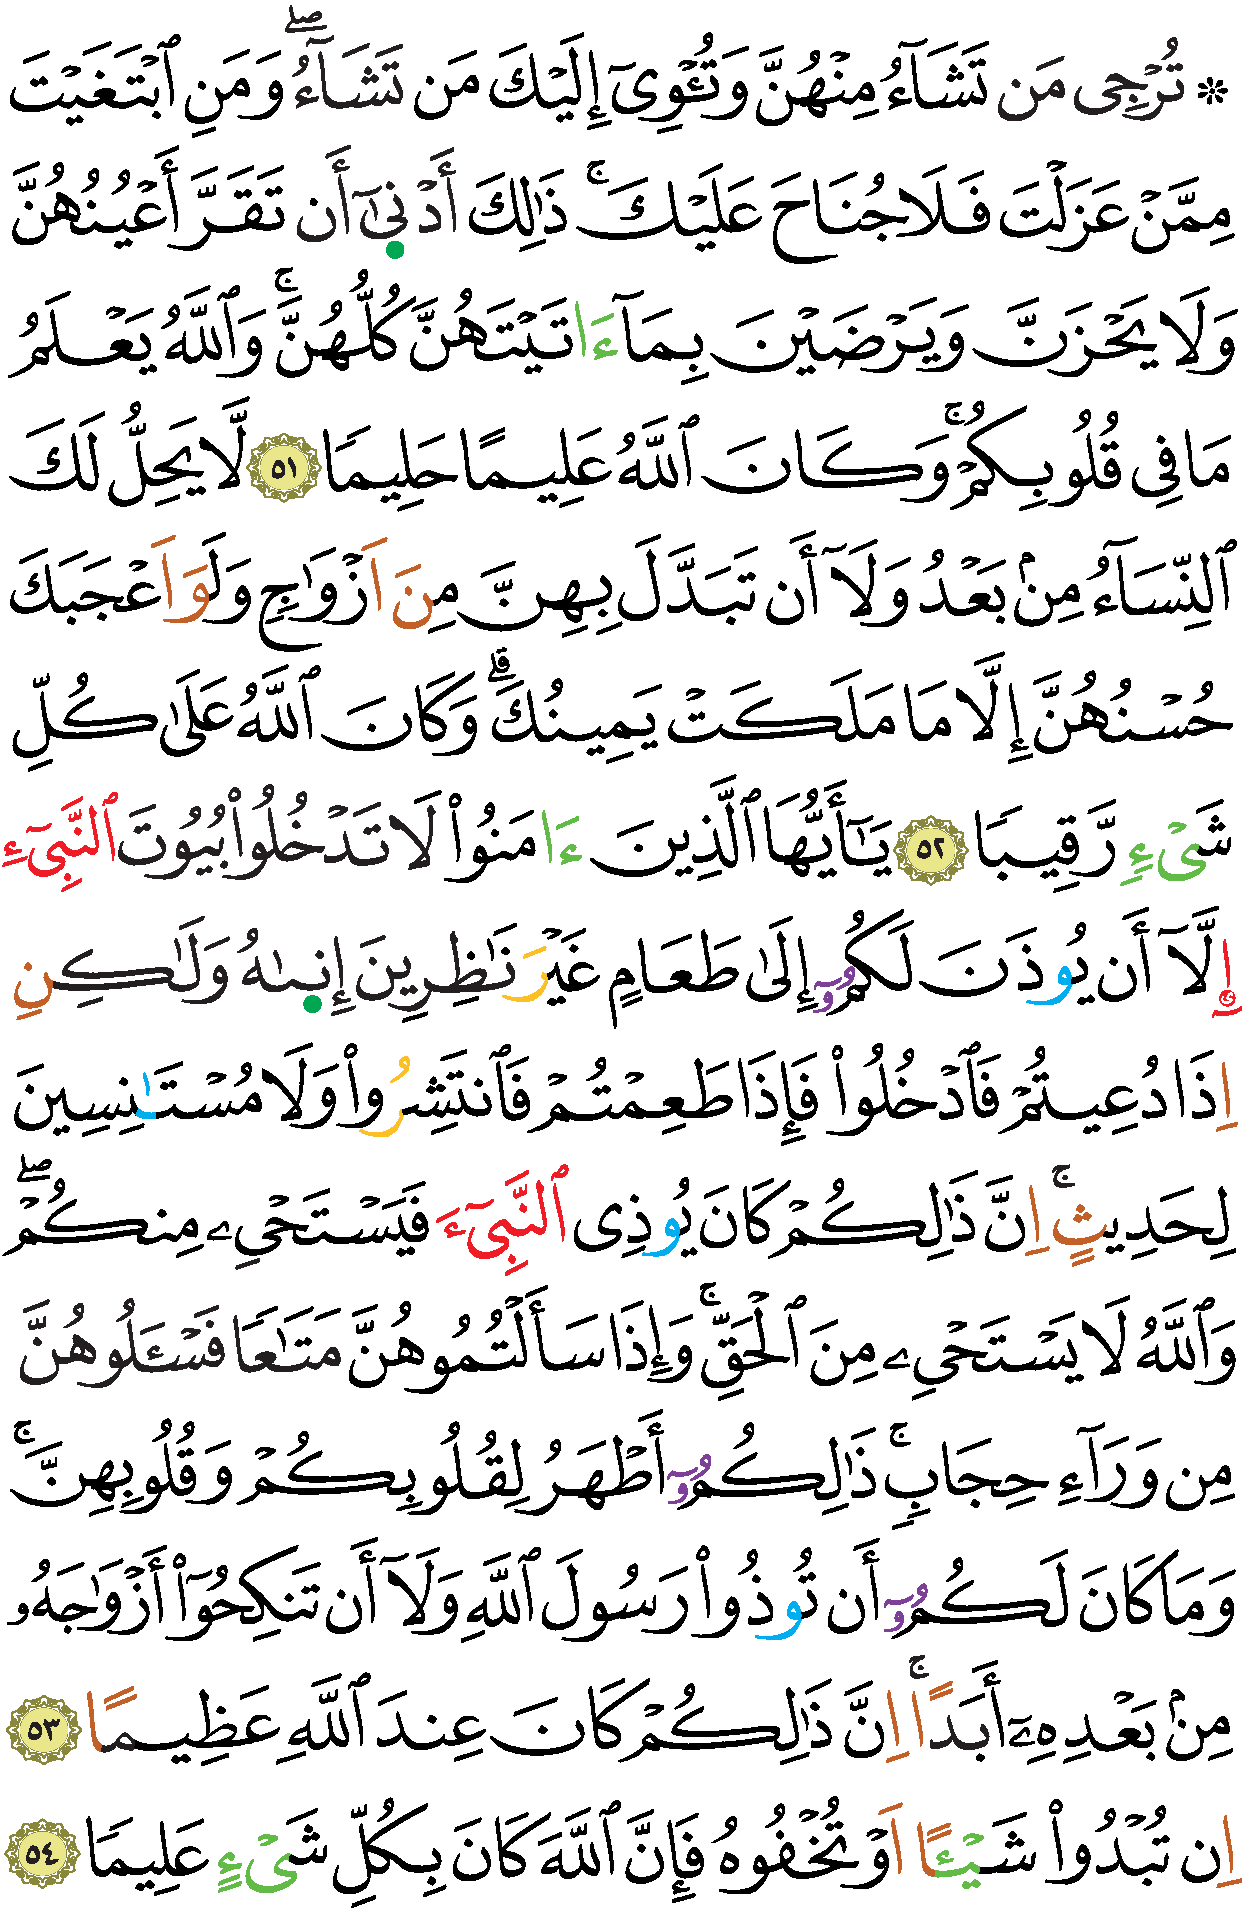 ۞ تُرْجِى مَن تَشَآءُ مِنْهُنَّ وَتُـْٔوِىٓ إِلَيْكَ مَن تَشَآءُۖ وَمَنِ ٱبْتَغَيْتَ
مِمَّنْ عَزَلْتَ فَلَا جُنَاحَ عَلَيْكَۚ ذَٰلِكَ أَدْنٜىٰٓ أَن تَقَرَّ أَعْيُنُهُنَّ
وَلَا يَحْزَنَّ وَيَرْضَيْنَ بِمَآ ءَاتَيْتَهُنَّ كُلُّهُنَّۚ وَٱللَّهُ يَعْلَمُ
مَا فِى قُلُوبِكُمْۚ وَكَانَ ٱللَّهُ عَلِيمًا حَلِيمٗا ٥١ لَّا يَحِلُّ لَكَ
ٱلنِّسَآءُ مِنۢ بَعْدُ وَلَآ أَن تَبَدَّلَ بِهِنَّ مِنَ اَزْوَٰجٖ وَلَوَ اَعْجَبَكَ
حُسْنُهُنَّ إِلَّا مَا مَلَكَتْ يَمِينُكَۗ وَكَانَ ٱللَّهُ عَلَىٰ كُلِّ
شَىْءٖ رَّقِيبٗا ٥٢ يَٰٓأَيُّهَا ٱلَّذِينَ ءَامَنُوا۟ لَا تَدْخُلُوا۟ بُيُوتَ ٱلنَّبِىٓءِ
اِ۪لَّآ أَن يُوذَنَ لَكُمُۥٓ إِلَىٰ طَعَامٍ غَيْرَ نَٰظِرِينَ إِنٜىٰهُ وَلَٰكِنِ
اِذَا دُعِيتُمْ فَٱدْخُلُوا۟ فَإِذَا طَعِمْتُمْ فَٱنتَشِرُوا۟ وَلَا مُسْتَـٰنِسِينَ
لِحَدِيثٍۚ اِنَّ ذَٰلِكُمْ كَانَ يُوذِى ٱلنَّبِىٓءَ فَيَسْتَحْىِۦ مِنكُمْۖ
وَٱللَّهُ لَا يَسْتَحْىِۦ مِنَ ٱلْحَقِّۚ وَإِذَا سَأَلْتُمُوهُنَّ مَتَٰعٗا فَسْـَٔلُوهُنَّ
مِن وَرَآءِ حِجَابٖۚ ذَٰلِكُمُۥٓ أَطْهَرُ لِقُلُوبِكُمْ وَقُلُوبِهِنَّۚ
وَمَا كَانَ لَكُمُۥٓ أَن تُوذُوا۟ رَسُولَ ٱللَّهِ وَلَآ أَن تَنكِحُوٓا۟ أَزْوَٰجَهُۥ
مِنۢ بَعْدِهِۦٓ أَبَدًاۚ اِنَّ ذَٰلِكُمْ كَانَ عِندَ ٱللَّهِ عَظِيمًا ٥٣
اِن تُبْدُوا۟ شَيْـًٔا اَوْ تُخْفُوهُ فَإِنَّ ٱللَّهَ كَانَ بِكُلِّ شَىْءٍ عَلِيمٗا ٥٤